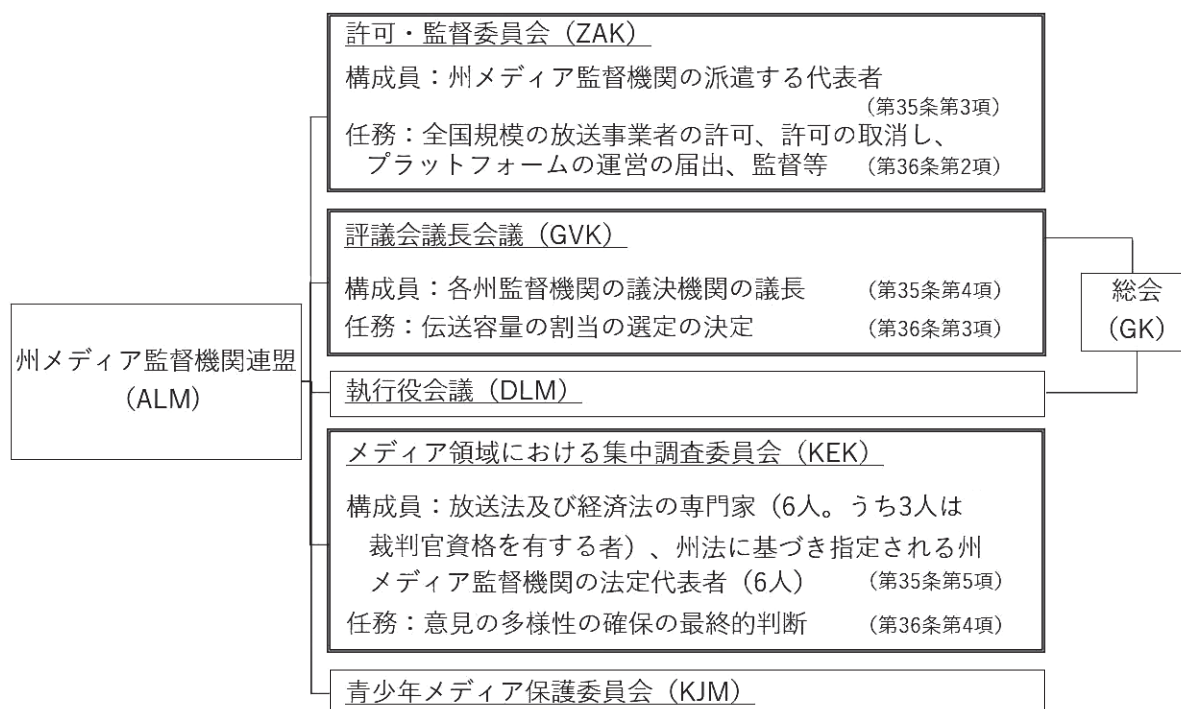 許可・監督委員会（ZAK）
構成員：州メディア監督機関の派遣する代表者
（第35条第3項）
任務：全国規模の放送事業者の許可、許可の取消し、
プラットフォームの運営の届出、監督等 （第36条第2項）
評議会議長会議（GVK）
構成員：各州監督機関の議決機関の議長 （第35条第4項）
任務：伝送容量の割当の選定の決定 （第36条第3項）
総会
(GK)
州メディア監督機関連盟
(ALM)
執行役会議（DLM）
メディア領域における集中調査委員会（KEK）
構成員：放送法及び経済法の専門家（6人。うち3人は
裁判官資格を有する者）、州法に基づき指定される州
メディア監督機関の法定代表者（6人） （第35条第5項）
任務：意見の多様性の確保の最終的判断 （第36条第4項）
青少年メディア保護委員会（KJM）